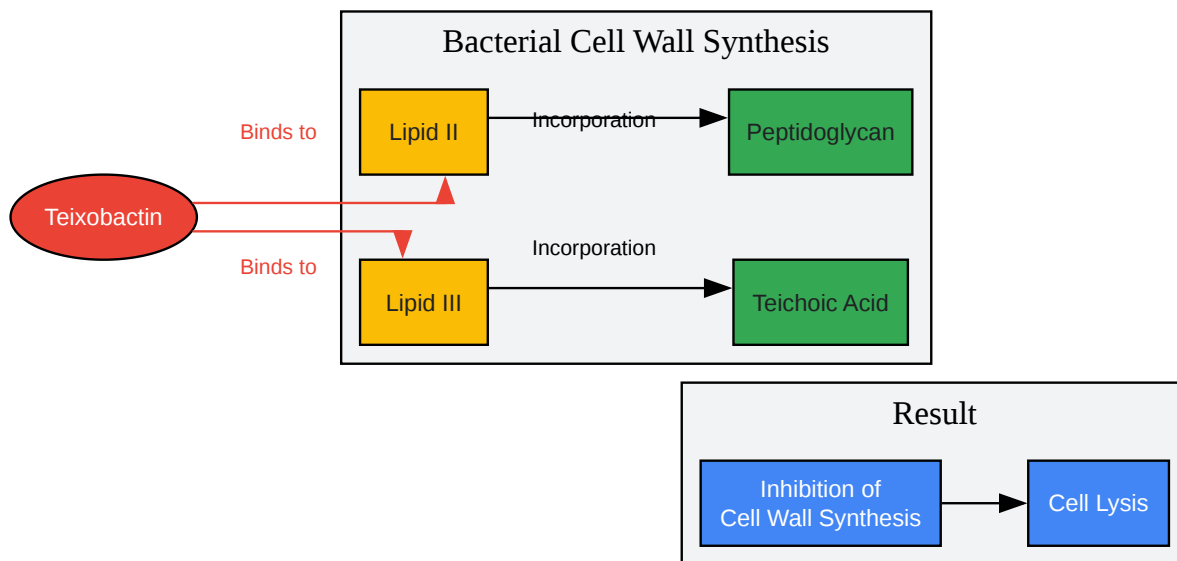 Bacterial Cell Wall Synthesis
Binds to
Lipid II
Incorporation
Peptidoglycan
Teixobactin
Binds to
Lipid III
Incorporation
Teichoic Acid
Result
Inhibition of
Cell Wall Synthesis
Cell Lysis